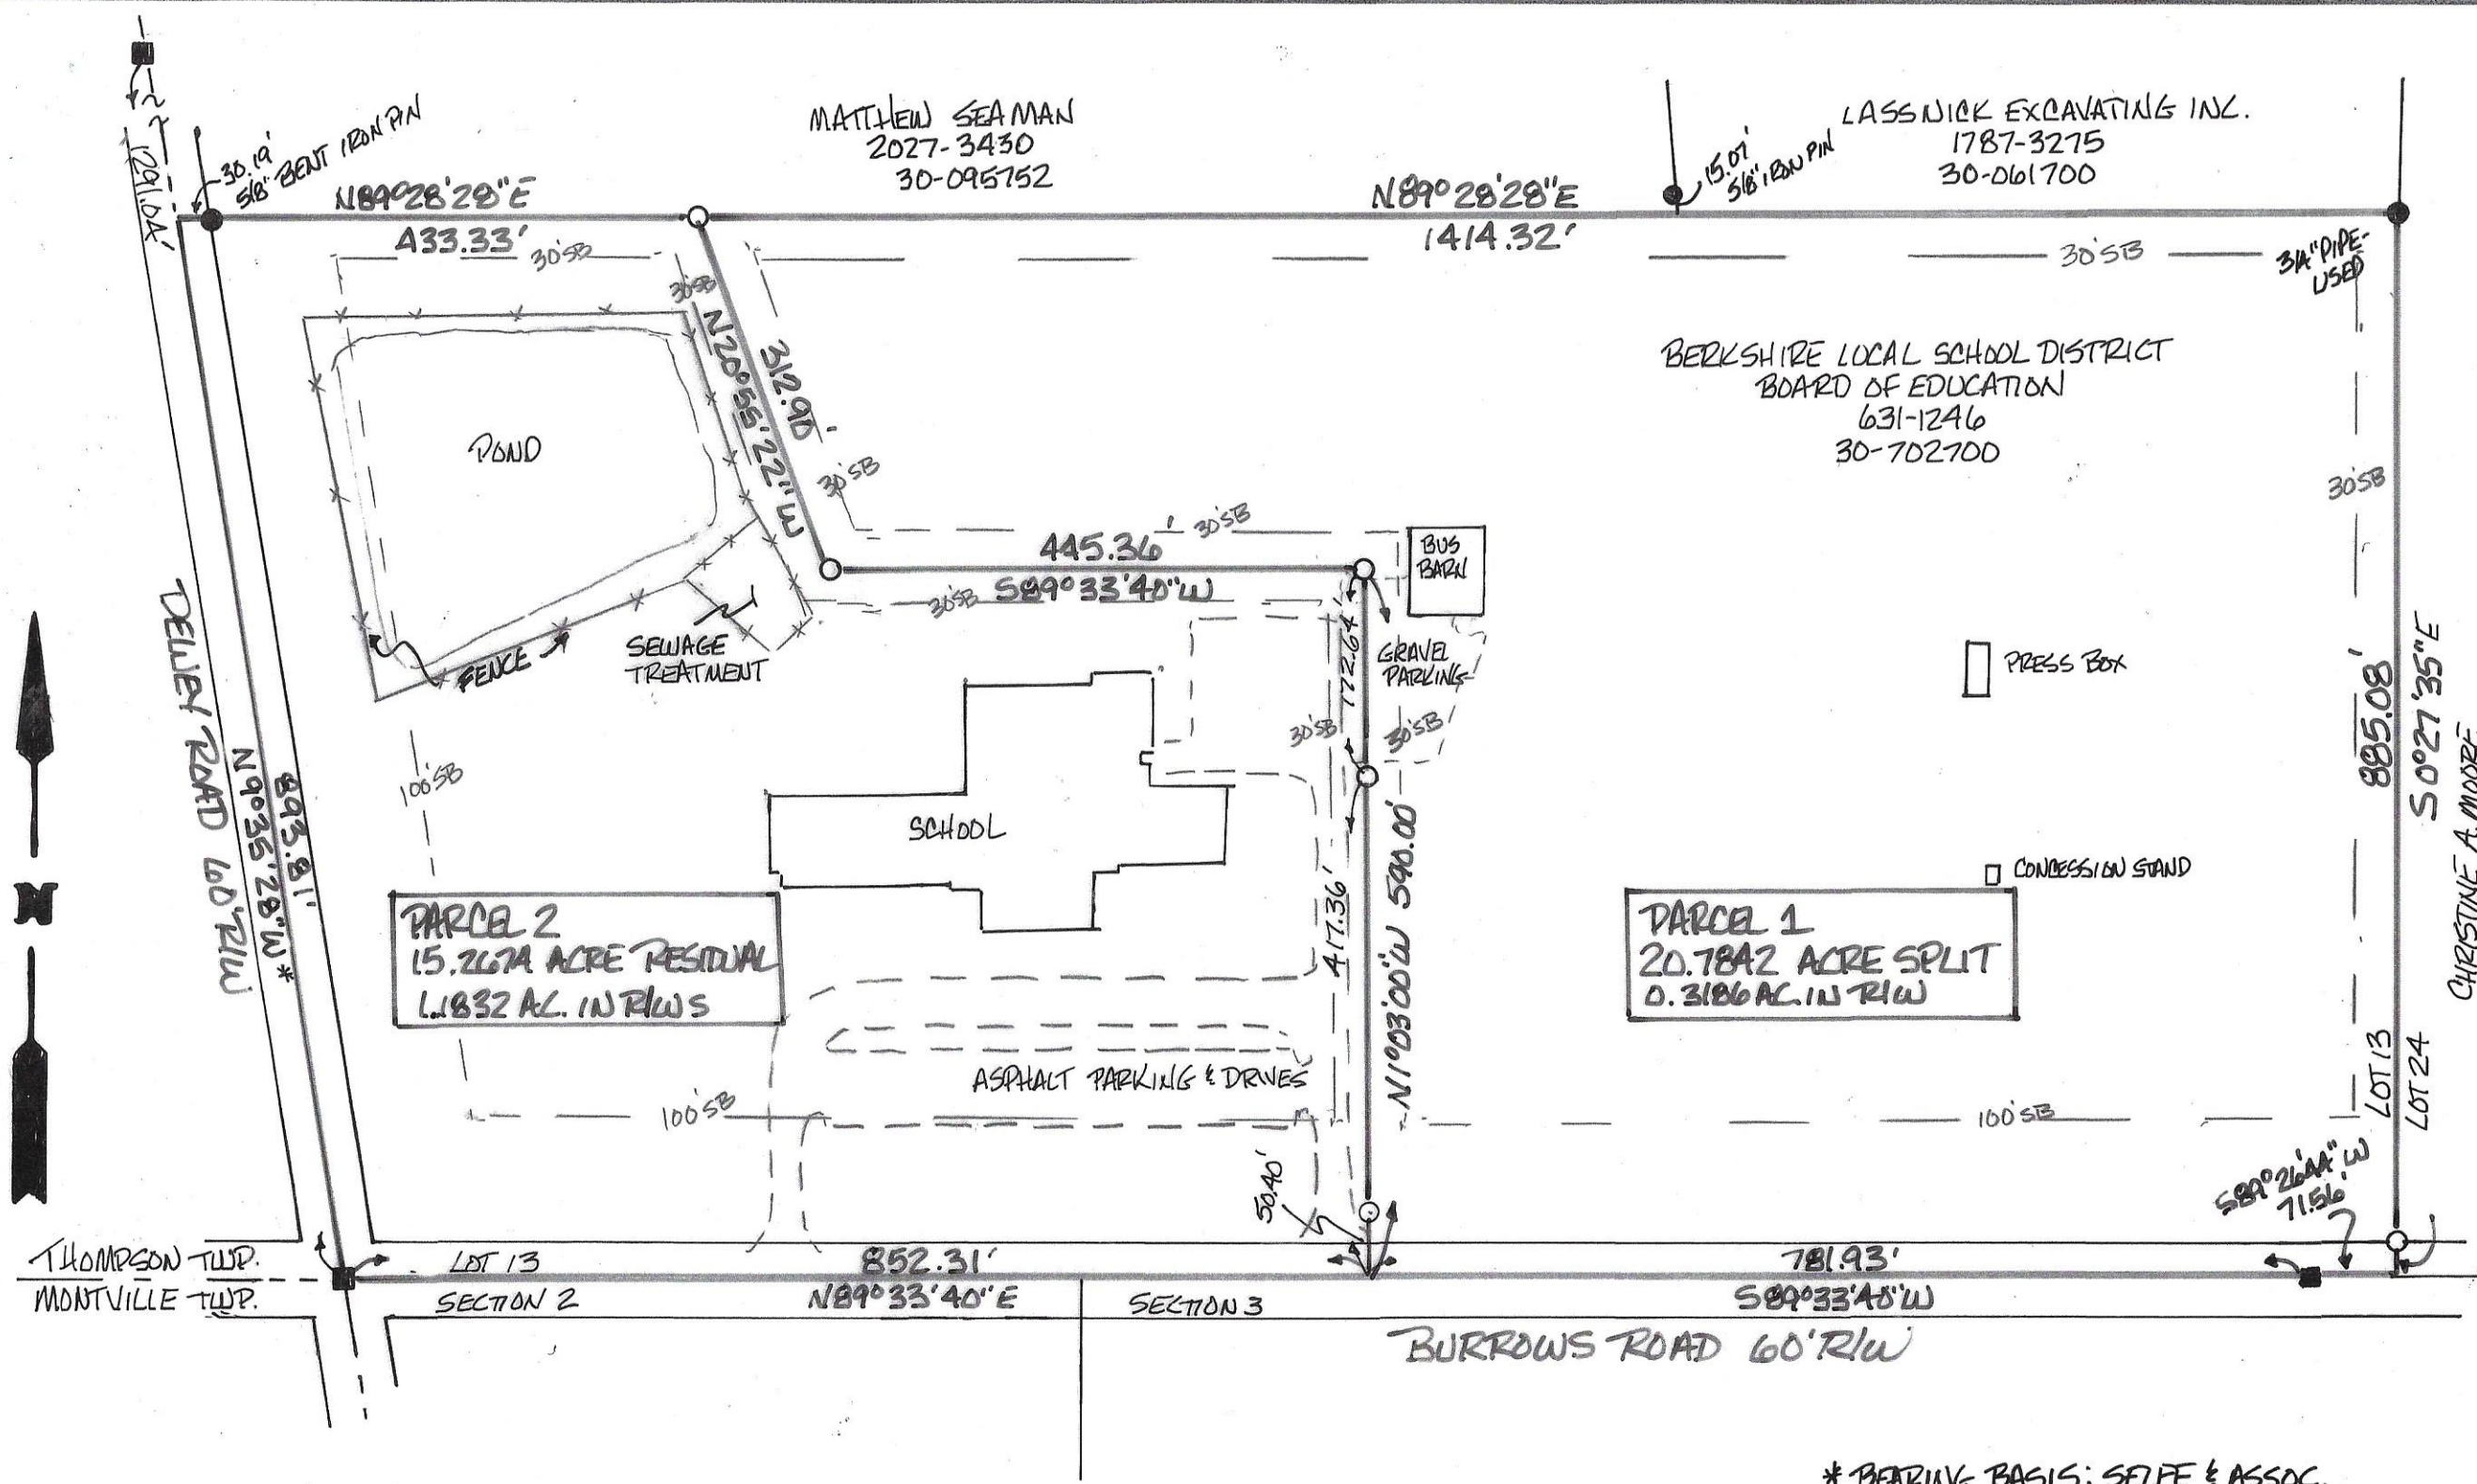 MATTHEW SEAMAN
2027-3430
30-095752
LASSNICK EXCAVATING INC.
1787-3275
30-061700
1291.04'
30.19'
5/8" BENT IRON PIN
15.07'
5/8" IRON PIN
N89°28'28"E
433.33'
N89°28'28"E
1414.32'
30'SB
30'SB
30'SB
3/4" PIPE-
USED
N20°55'22"W
312.90'
30'SB
BERKSHIRE LOCAL SCHOOL DISTRICT
BOARD OF EDUCATION
631-1246
30-702700
POND
30'SB
30'SB
445.36'
S89°33'40"W
30'SB
BUS
BARN
FENCE
SEWAGE
TREATMENT
172.64'
GRAVEL
PARKING
30'SB
30'SB
PRESS BOX
885.08'
S0°27'35"E
CHRISTINE A. MOORE
DEWEY ROAD 60' R/W
893.81'
N9°35'28"W*
100'SB
SCHOOL
417.36'
N1°03'00"W 590.00'
CONCESSION STAND
N
PARCEL 2
15.2674 ACRE RESIDUAL
1.1832 AC. IN R/WS
PARCEL 1
20.7842 ACRE SPLIT
0.3186 AC. IN R/W
ASPHALT PARKING & DRIVES
100'SB
100'SB
LOT 13
LOT 24
50.40'
S89°26'44"W
71.56'
THOMPSON TWP.
MONTVILLE TWP.
LOT 13
852.31'
781.93'
SECTION 2
N89°33'40"E
SECTION 3
S89°33'40"W
BURROWS ROAD 60' R/W
* BEARING BASIS:
& ASSOC.